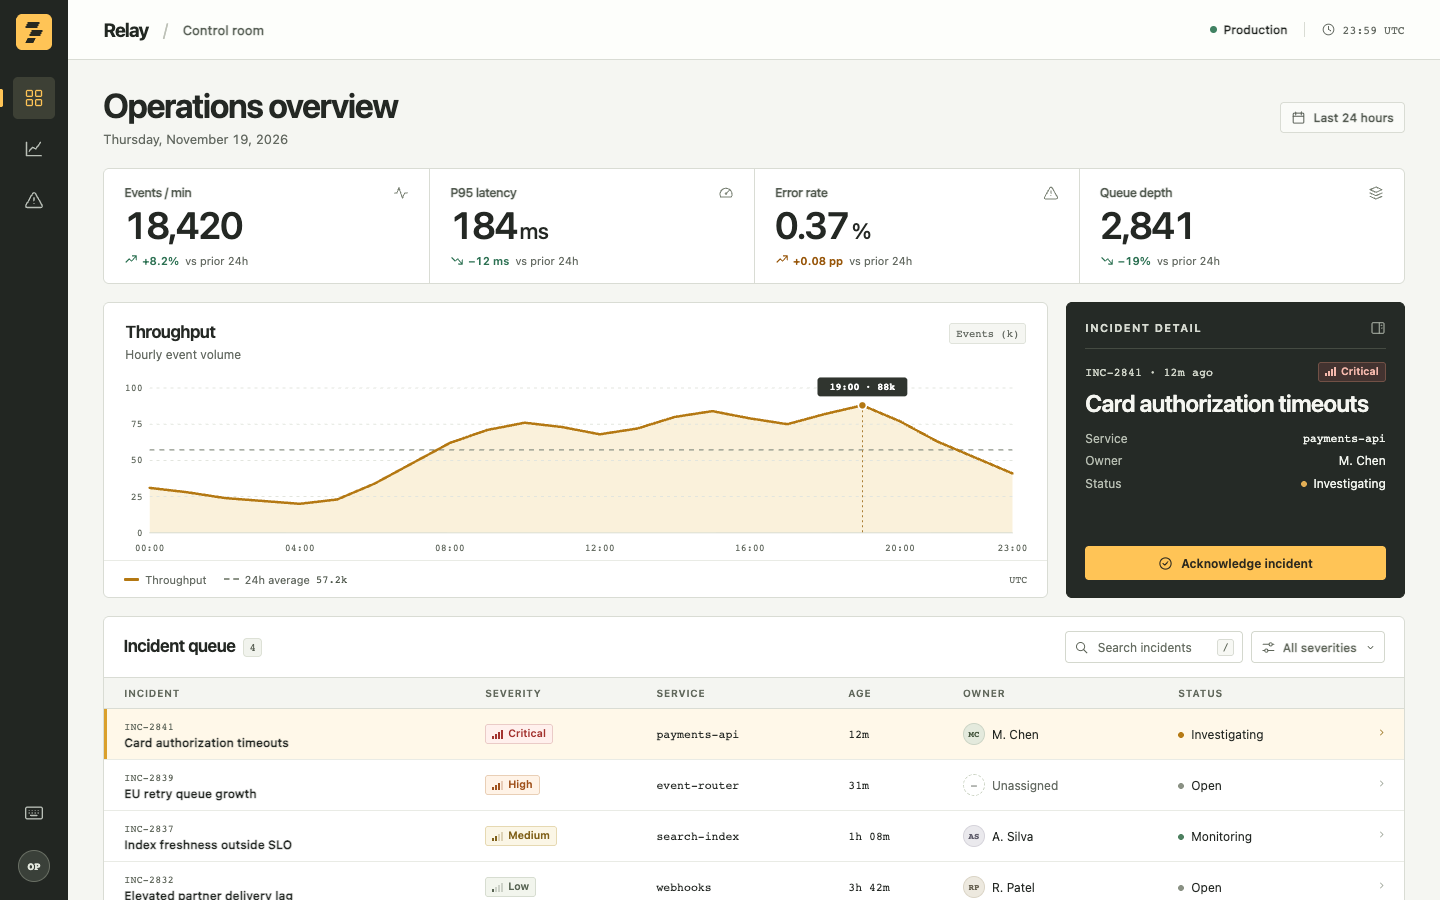 Relay / Control room
Production
23:59 UTC
Operations overview
Thursday, November 19, 2026
Last 24 hours
Events / min
18,420
+8.2% vs prior 24h
P95 latency
184 ms
−12 ms vs prior 24h
Error rate
0.37 %
+0.08 pp vs prior 24h
Queue depth
2,841
−19% vs prior 24h
Throughput
Hourly event volume
Events (k)
19:00 · 88k
100
75
50
25
0
00:00 04:00 08:00 12:00 16:00 20:00 23:00
Throughput 24h average 57.2k
UTC
INCIDENT DETAIL
INC-2841 · 12m ago
Critical
Card authorization timeouts
Service payments-api
Owner M. Chen
Status Investigating
Acknowledge incident
Incident queue 4
Search incidents /
All severities
INCIDENT SEVERITY SERVICE AGE OWNER STATUS
INC-2841
Card authorization timeouts
Critical payments-api 12m MC M. Chen Investigating
INC-2839
EU retry queue growth
High event-router 31m – Unassigned Open
INC-2837
Index freshness outside SLO
Medium search-index 1h 08m AS A. Silva Monitoring
INC-2832
Elevated partner delivery lag
Low webhooks 3h 42m RP R. Patel Open
OP